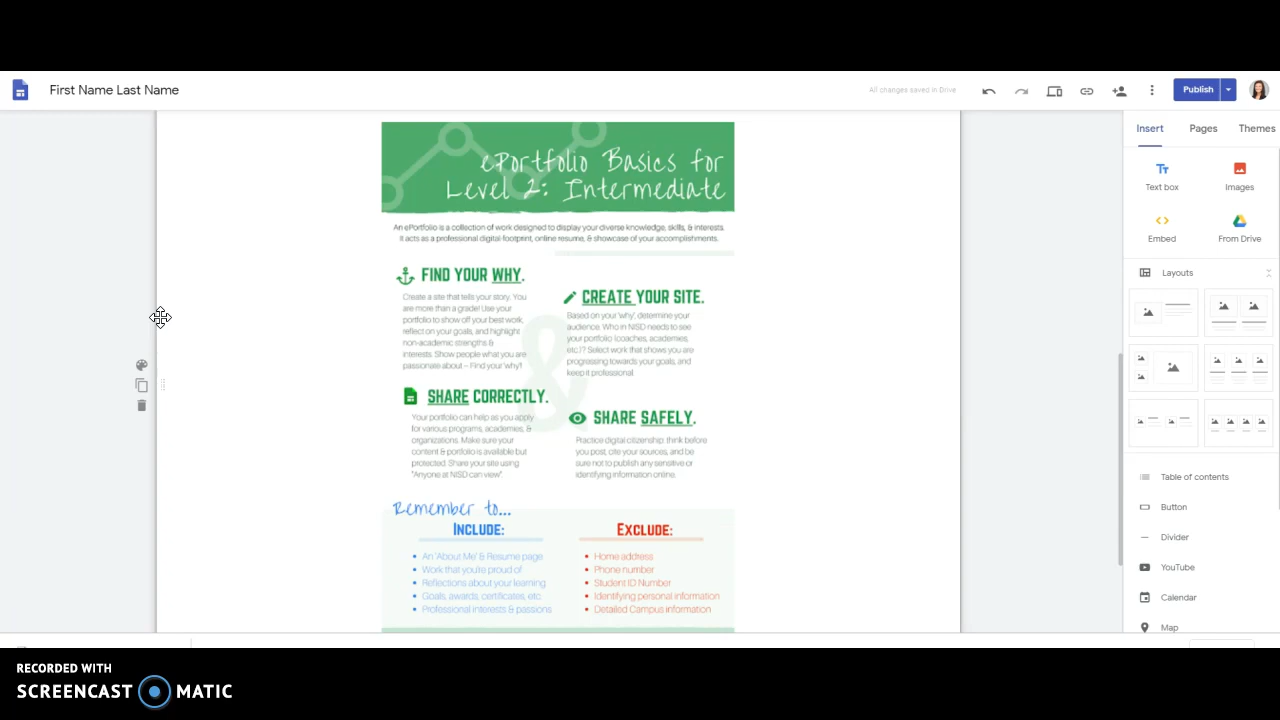 First Name Last Name
All changes saved in Drive
Publish
Insert
Pages
Themes
Tt
Text box
Images
Embed
From Drive
Layouts
Table of contents
Button
Divider
YouTube
Calendar
Map
ePortfolio Basics for
Level 2: Intermediate
An ePortfolio is a collection of work designed to display your diverse knowledge, skills, & interests.
It acts as a professional digital footprint, online resume, & showcase of your accomplishments.
FIND YOUR WHY.
Create a site that tells your story. You
are more than a grade! Use your
portfolio to show off your best work,
reflect on your goals, and highlight
non-academic strengths &
interests. Show people what you are
passionate about – Find your 'why'!
CREATE YOUR SITE.
Based on your 'why', determine your
audience. Who in NISD needs to see
your portfolio (coaches, academies,
etc.)? Select work that shows you are
progressing towards your goals, and
keep it professional.
&
SHARE CORRECTLY.
Your portfolio can help as you apply
for various programs, academies, &
organizations. Make sure your
content & portfolio is available but
protected. Share your site using
"Anyone at NISD can view".
SHARE SAFELY.
Practice digital citizenship: think before
you post, cite your sources, and be
sure not to publish any sensitive or
identifying information online.
Remember to...
INCLUDE:
An 'About Me' & Resume page
Work that you're proud of
Reflections about your learning
Goals, awards, certificates, etc.
Professional interests & passions
EXCLUDE:
Home address
Phone number
Student ID Number
Identifying personal information
Detailed Campus information
RECORDED WITH
SCREENCAST MATIC